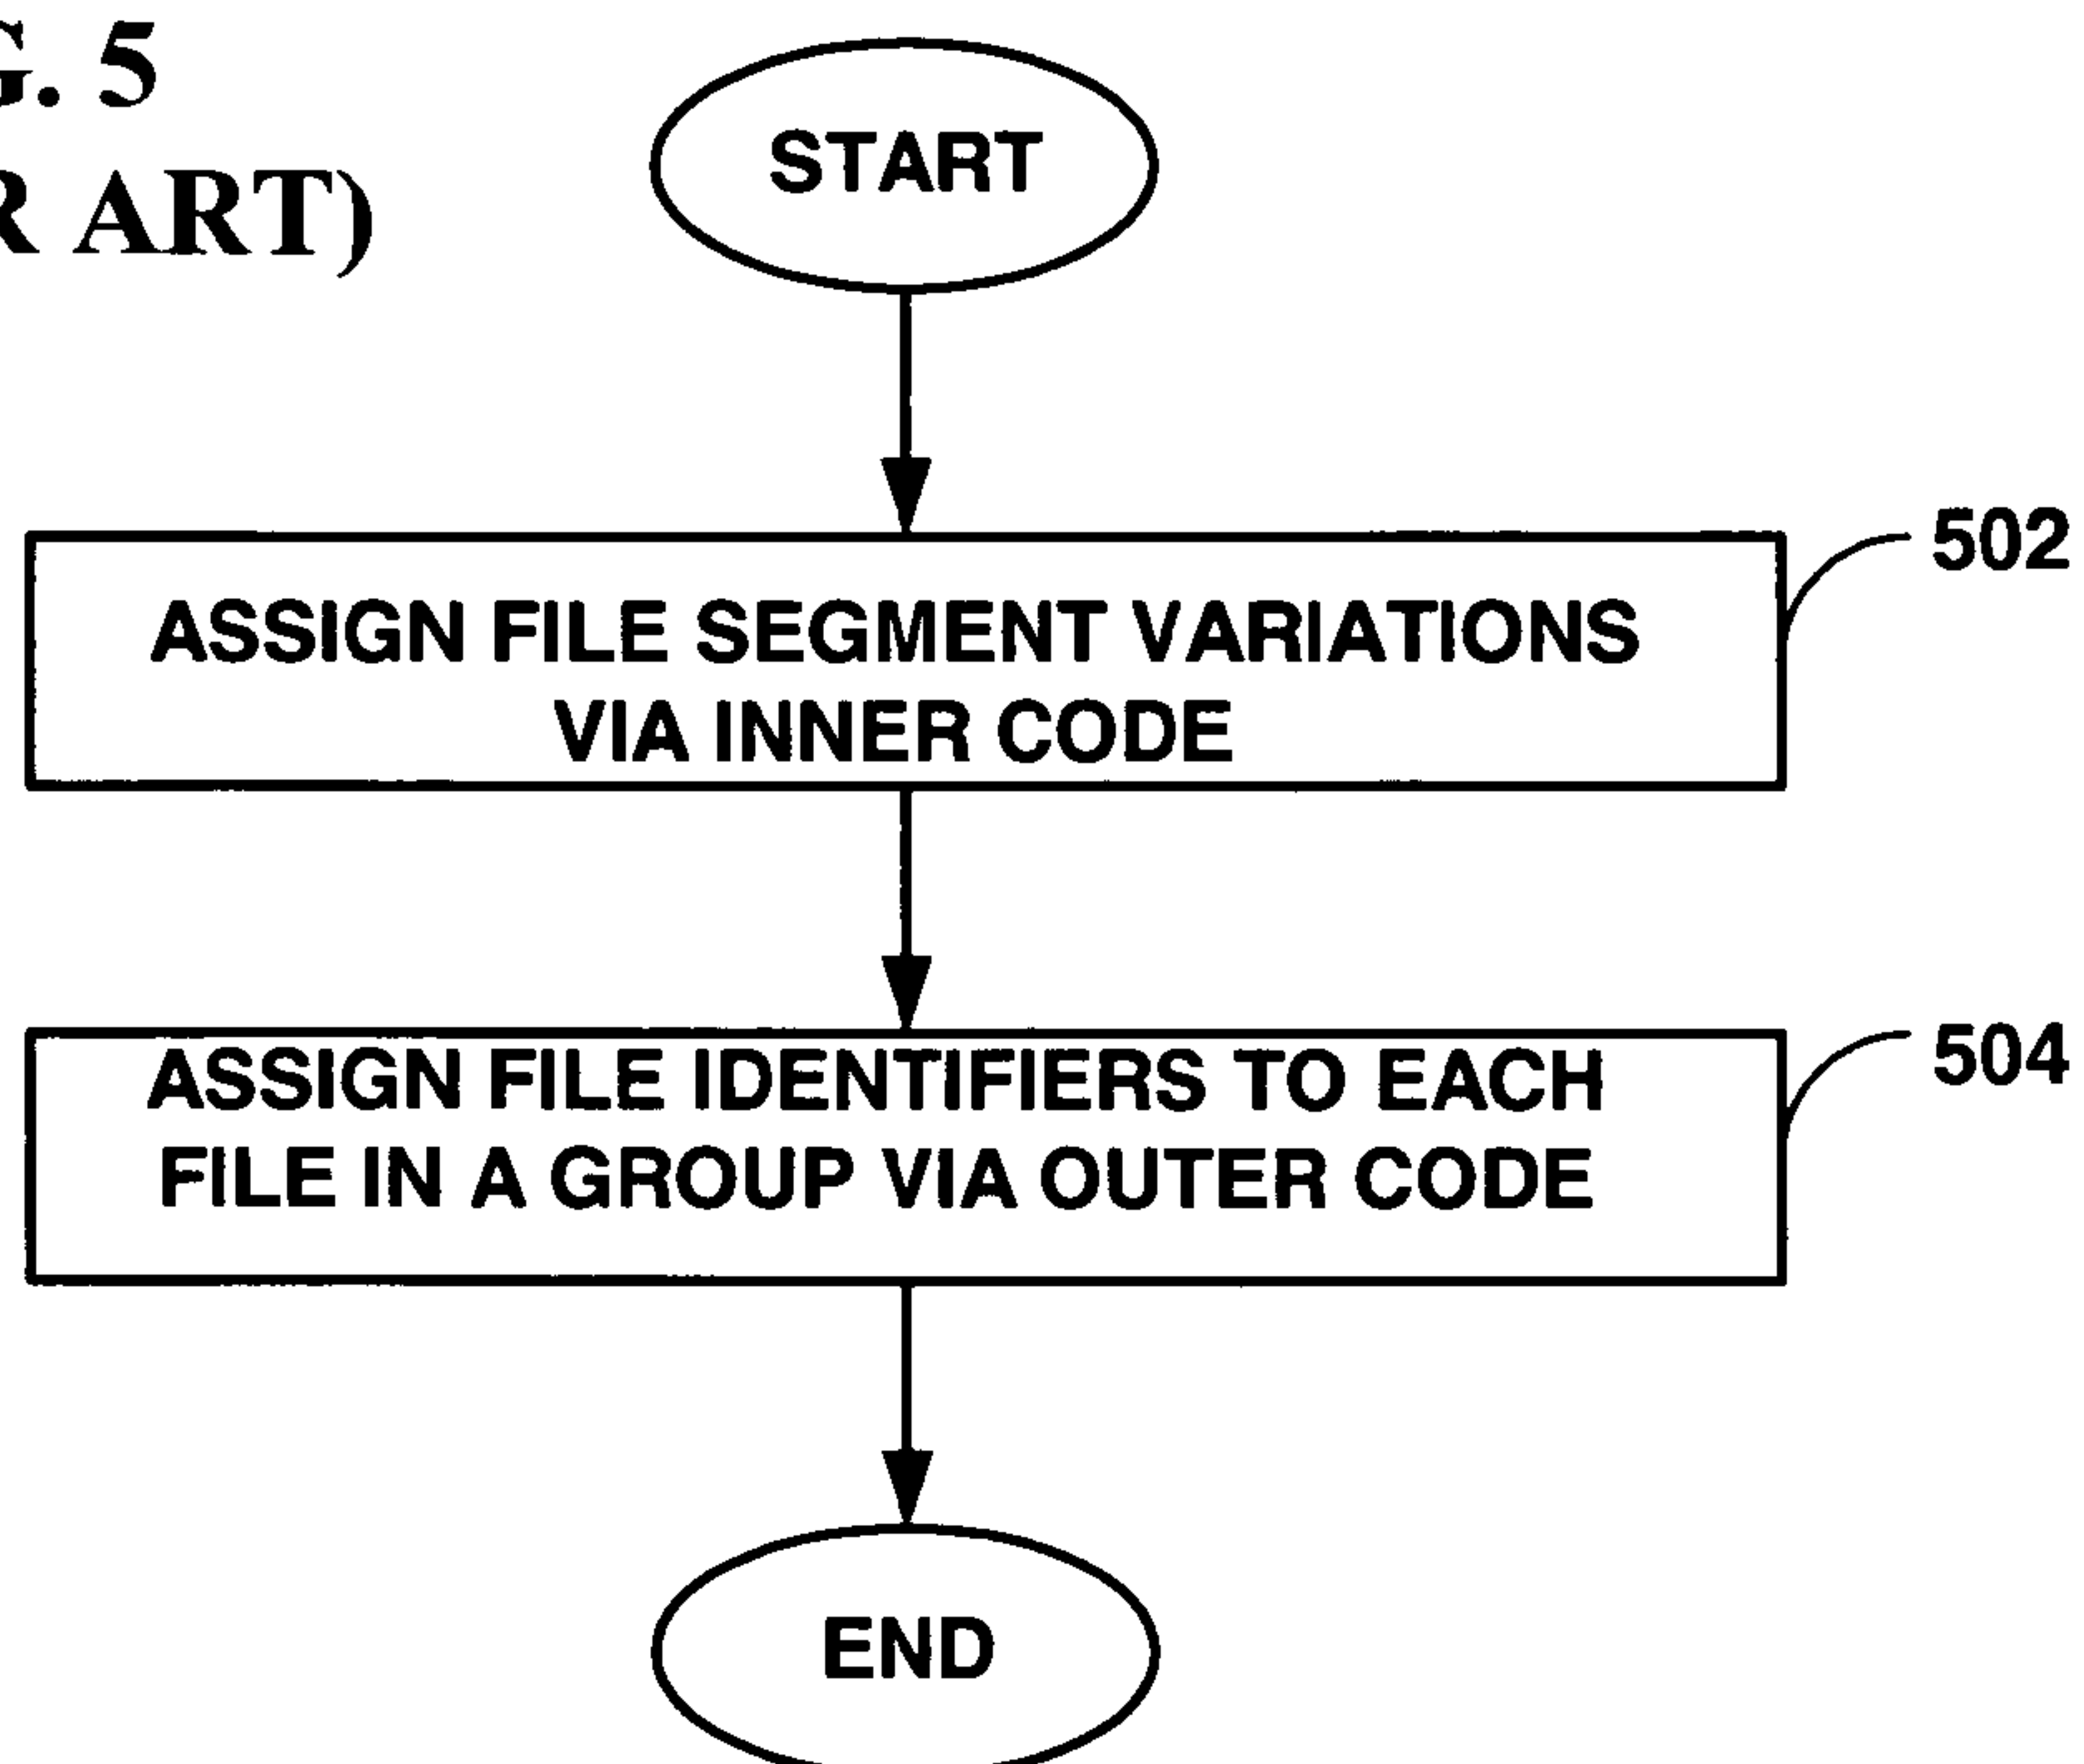 G. 5
R ART)
START
502
ASSIGN FILE SEGMENT VARIATIONS
VIA INNER CODE
504
ASSIGN FILE IDENTIFIERS TO EACH
FILE IN A GROUP VIA OUTER CODE
END